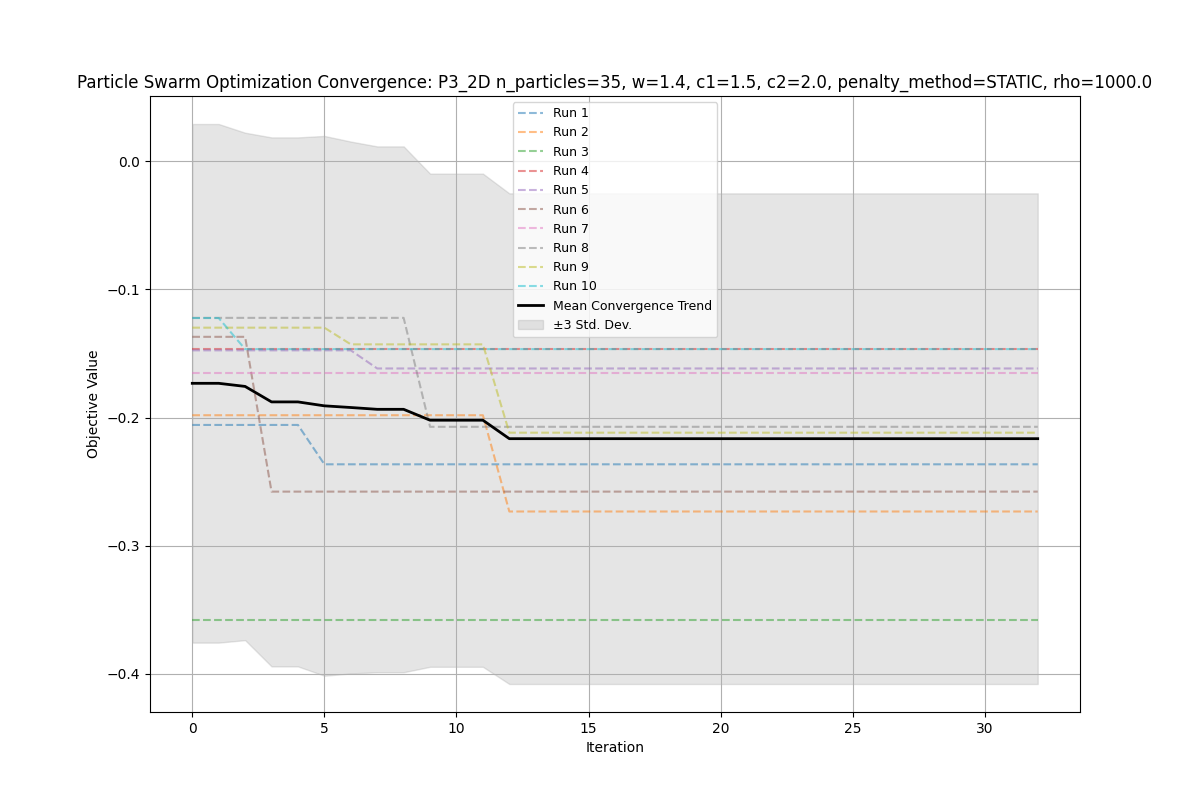 Particle Swarm Optimization Convergence: P3_2D n_particles=35, w=1.4, c1=1.5, c2=2.0, penalty_method=STATIC, rho=1000.0
Run 1
Run 2
Run 3
Run 4
Run 5
Run 6
Run 7
Run 8
Run 9
Run 10
Mean Convergence Trend
±3 Std. Dev.
Objective Value
0.0
−0.1
−0.2
−0.3
−0.4
0 5 10 15 20 25 30
Iteration